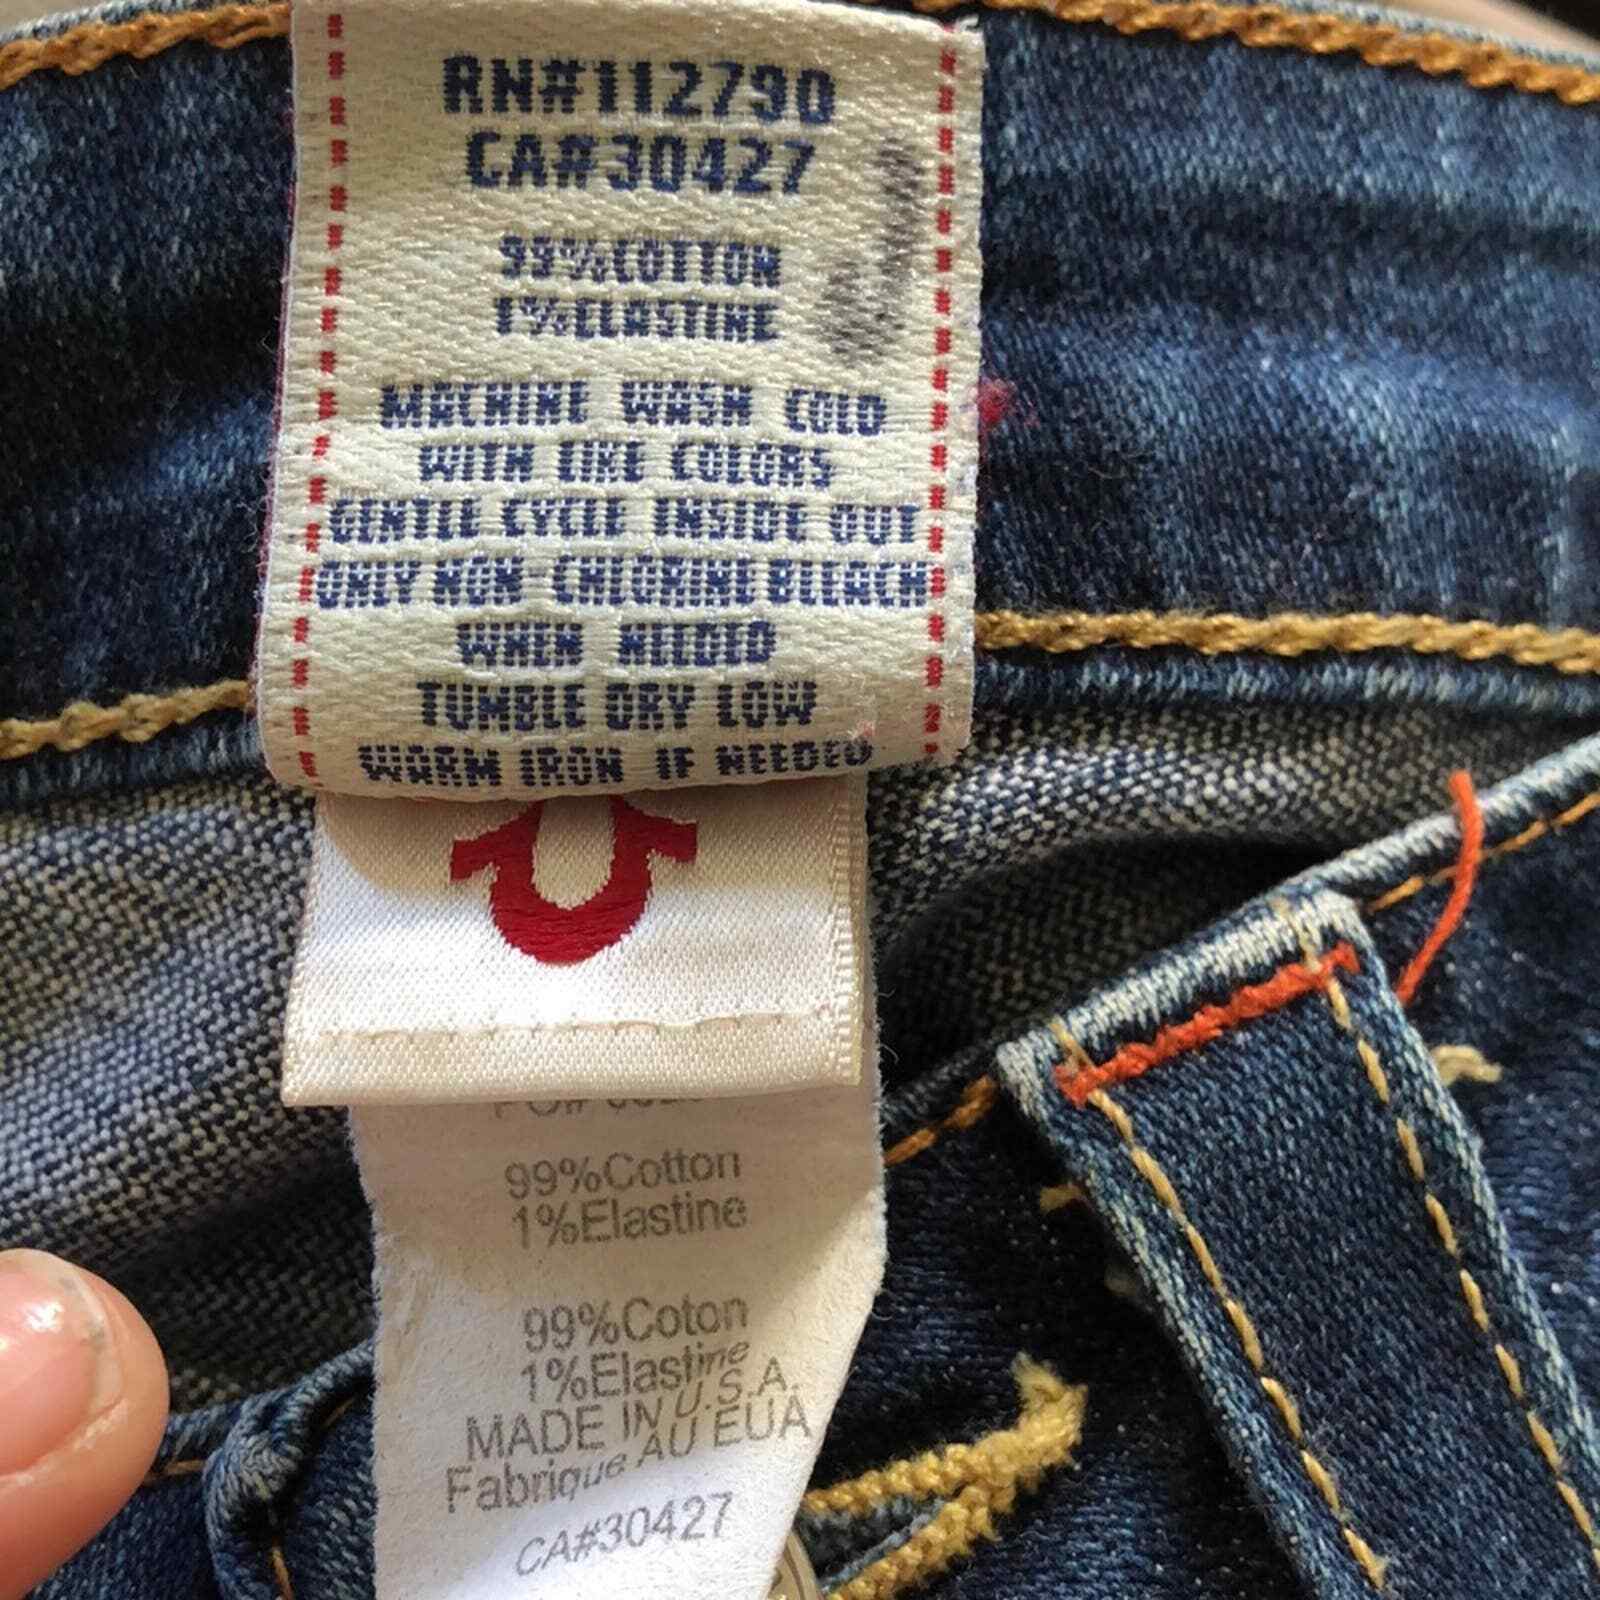 RN#112790
CA#30427
99%COTTON
1%ELASTINE
MACHINE WASH COLD
WITH LIKE COLORS
GENTLE CYCLE INSIDE OUT
ONLY NON CHLORINE BLEACH
WHEN NEEDED
TUMBLE DRY LOW
WARM IRON IF NEEDED
99%Cotton
1%Elastine
99%Coton
1%Elastine
MADE IN U.S.A.
Fabrique AU EUA
CA#30427